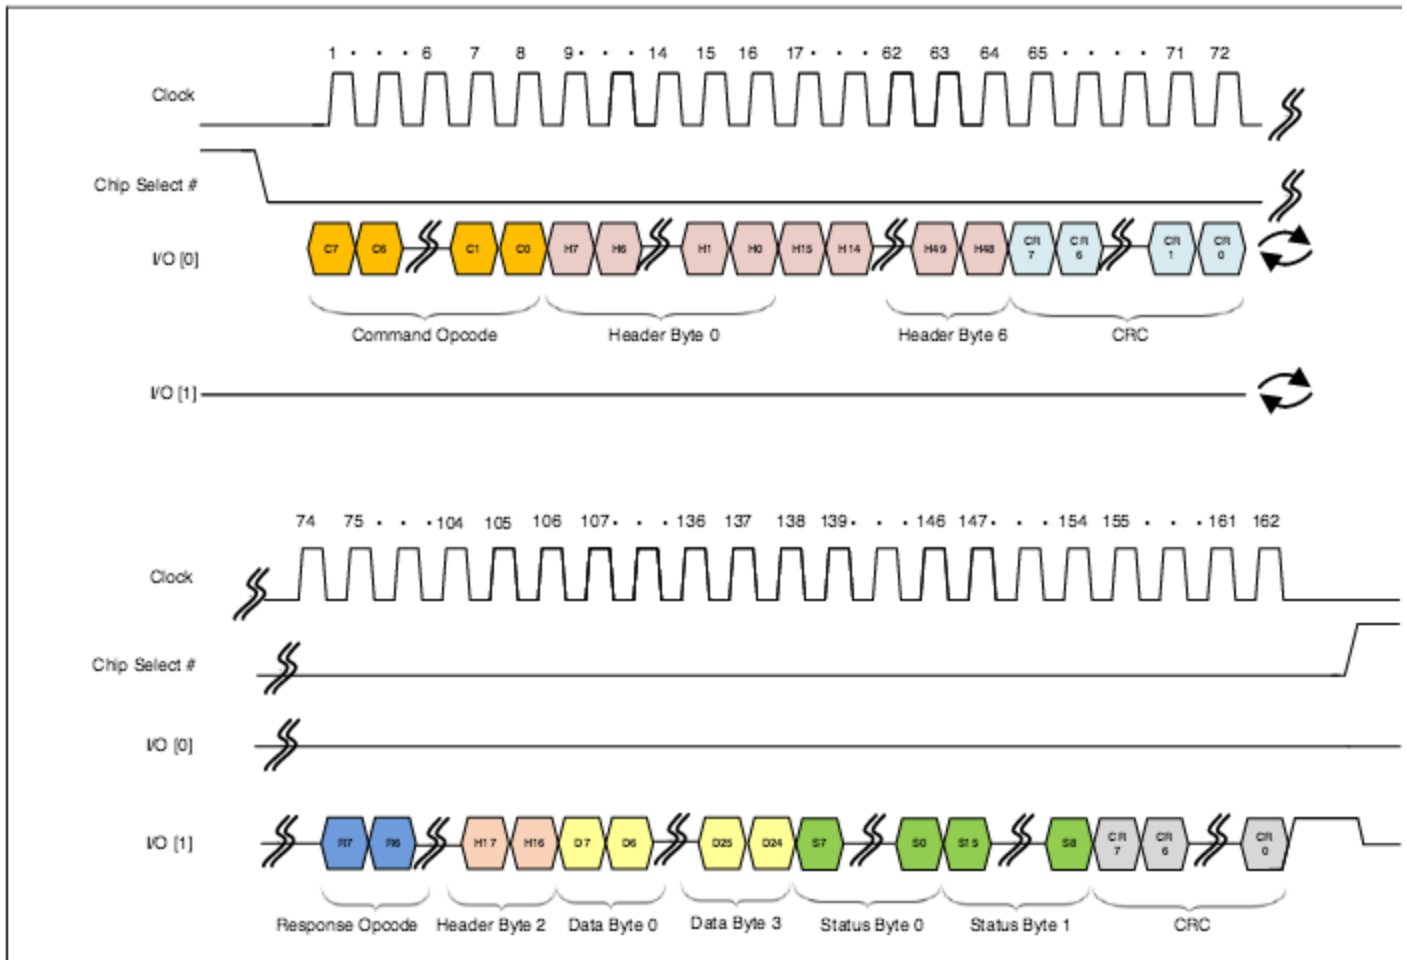 1 · · · 6 7 8 9 · · · 14 15 16 17 · · · 62 63 64 65 · · · · 71 72
Clock
Chip Select #
I/O [0]
C7 C6 C1 C0 H7 H6 H1 H0 H15 H14 H49 H48 CR 7 CR 6 CR 1 CR 0
Command Opcode Header Byte 0 Header Byte 6 CRC
I/O [1]
74 75 · · · 104 105 106 107 · · · 136 137 138 139 · · · 146 147 · · · 154 155 · · · 161 162
Clock
Chip Select #
I/O [0]
I/O [1]
R7 R6 H17 H16 D7 D6 D25 D24 S7 S0 S15 S8 CR 7 CR 6 CR 0
Response Opcode Header Byte 2 Data Byte 0 Data Byte 3 Status Byte 0 Status Byte 1 CRC